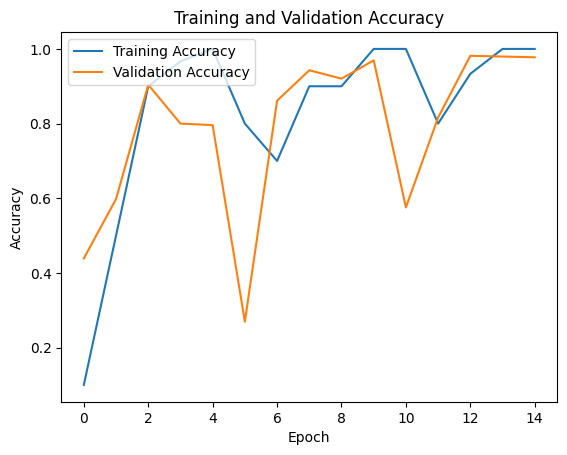 Training and Validation Accuracy
Training Accuracy
Validation Accuracy
1.0
0.8
0.6
0.4
0.2
Accuracy
0 2 4 6 8 10 12 14
Epoch